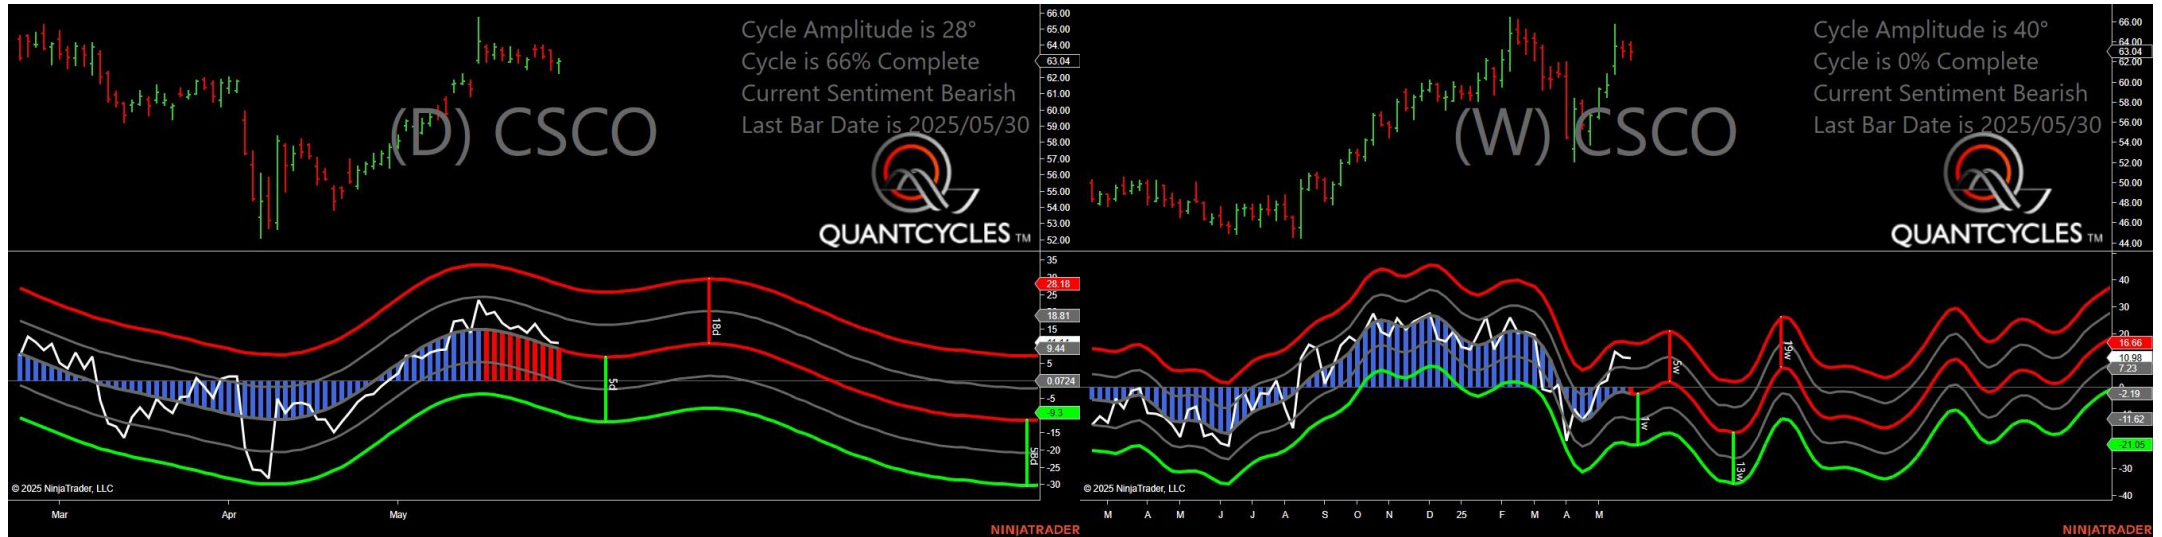 Cycle Amplitude is 28°
Cycle is 66% Complete
Current Sentiment Bearish
Last Bar Date is 2025/05/30
(D) CSCO
QUANTCYCLES TM
66.00
65.00
64.00
63.04
62.00
61.00
60.00
59.00
58.00
57.00
56.00
55.00
54.00
53.00
52.00
35
28.18
25
18.81
15
9.44
5
0.0724
-5
-9.3
-15
-20
-25
-30
5d
18d
58d
© 2025 NinjaTrader, LLC
Mar
Apr
May
NINJATRADER
Cycle Amplitude is 40°
Cycle is 0% Complete
Current Sentiment Bearish
Last Bar Date is 2025/05/30
(W) CSCO
QUANTCYCLES TM
66.00
64.00
63.04
62.00
60.00
58.00
56.00
54.00
52.00
50.00
48.00
46.00
44.00
40
30
20
16.66
10.98
7.23
-2.19
-11.62
-21.05
-30
-40
1w
5w
13w
19w
© 2025 NinjaTrader, LLC
M A M J J A S O N D 25 F M A M
NINJATRADER